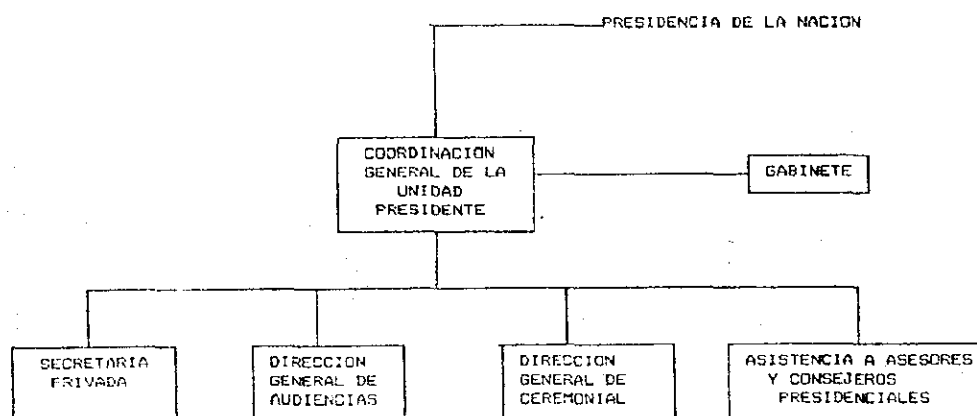 PRESIDENCIA DE LA NACION
COORDINACION
GENERAL DE LA
UNIDAD
PRESIDENTE
GABINETE
SECRETARIA
PRIVADA
DIRECCION
GENERAL DE
AUDIENCIAS
DIRECCION
GENERAL DE
CEREMONIAL
ASISTENCIA A ASESORES
Y CONSEJEROS
PRESIDENCIALES